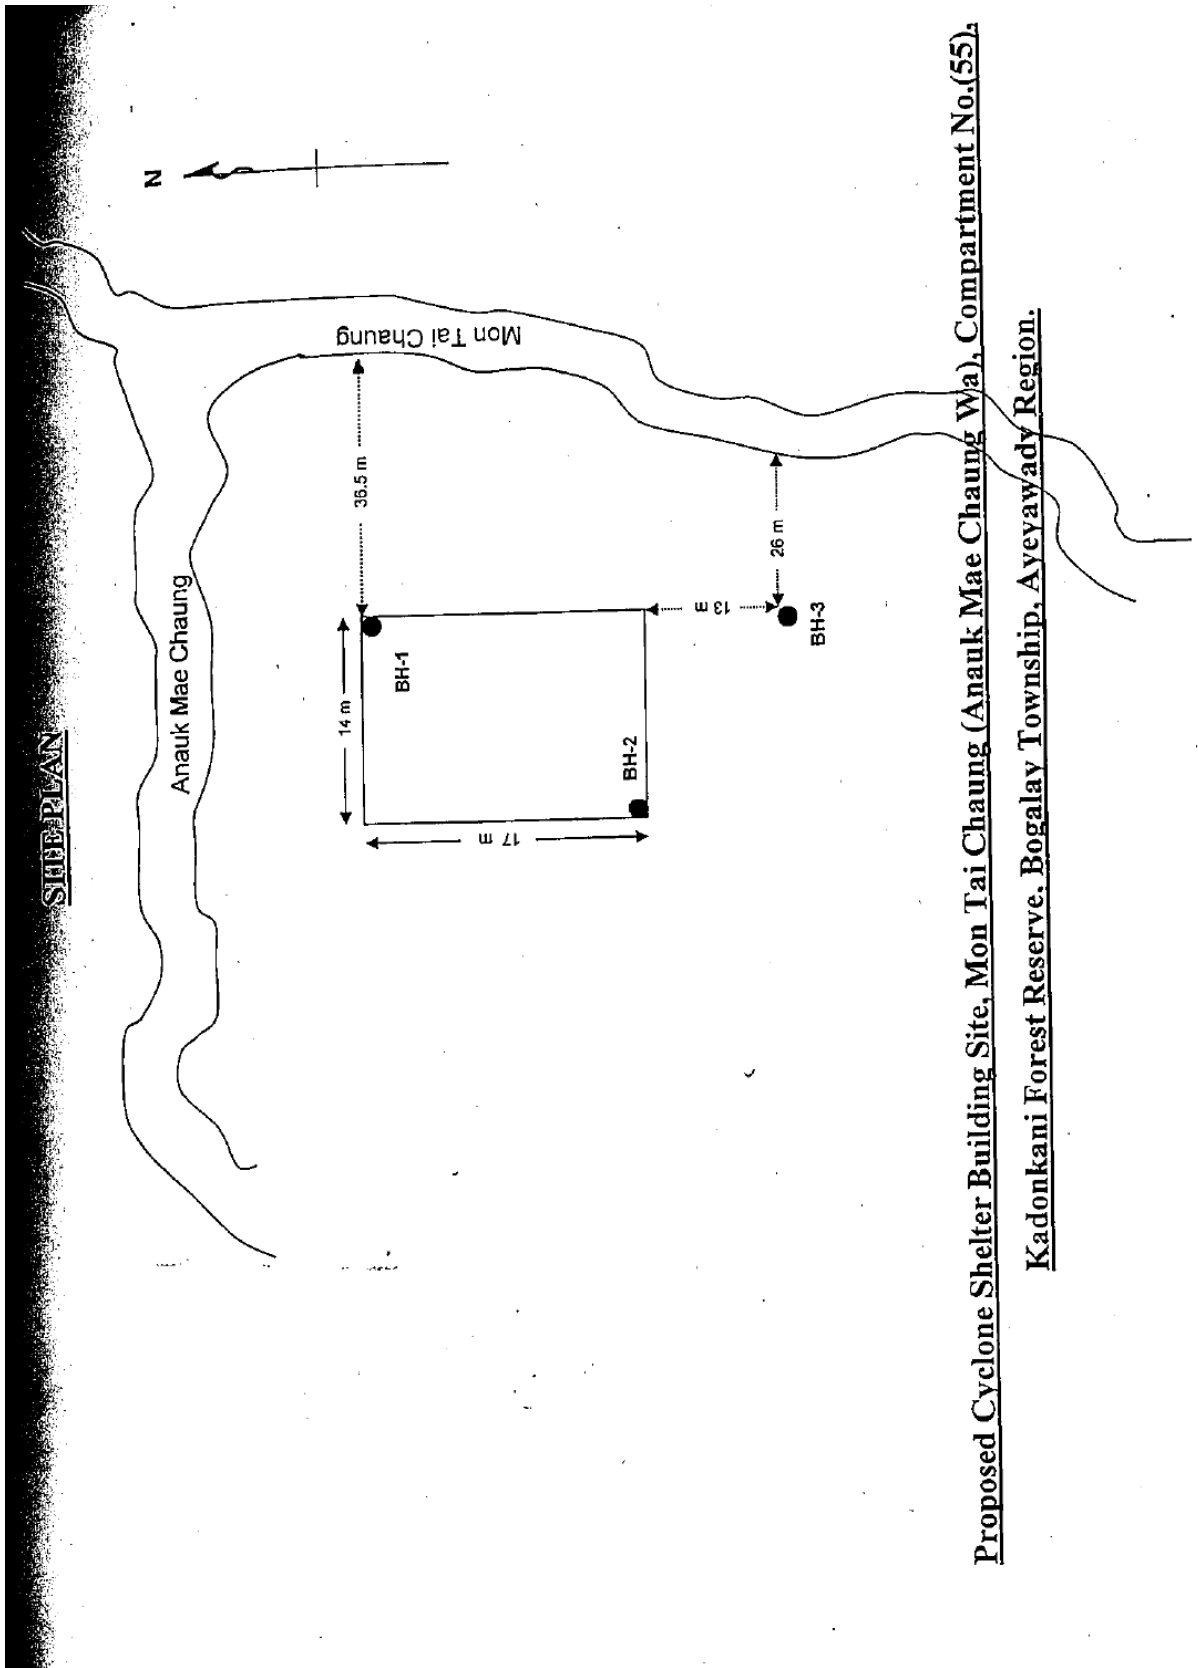 SITE PLAN
N
Anauk Mae Chaung
Mon Tai Chaung
14 m
36.5 m
BH-1
17 m
BH-2
13 m
26 m
BH-3
Proposed Cyclone Shelter Building Site, Mon Tai Chaung (Anauk Mae Chaung Wa), Compartment No.(55),
Kadonkani Forest Reserve, Bogalay Township, Ayeyawady Region.